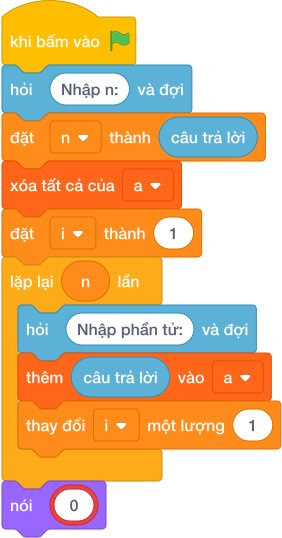 khi bấm vào
hỏi Nhập n: và đợi
đặt n thành câu trả lời
xóa tất cả của a
đặt i thành 1
lặp lại n lần
hỏi Nhập phần tử: và đợi
thêm câu trả lời vào a
thay đổi i một lượng 1
nói 0